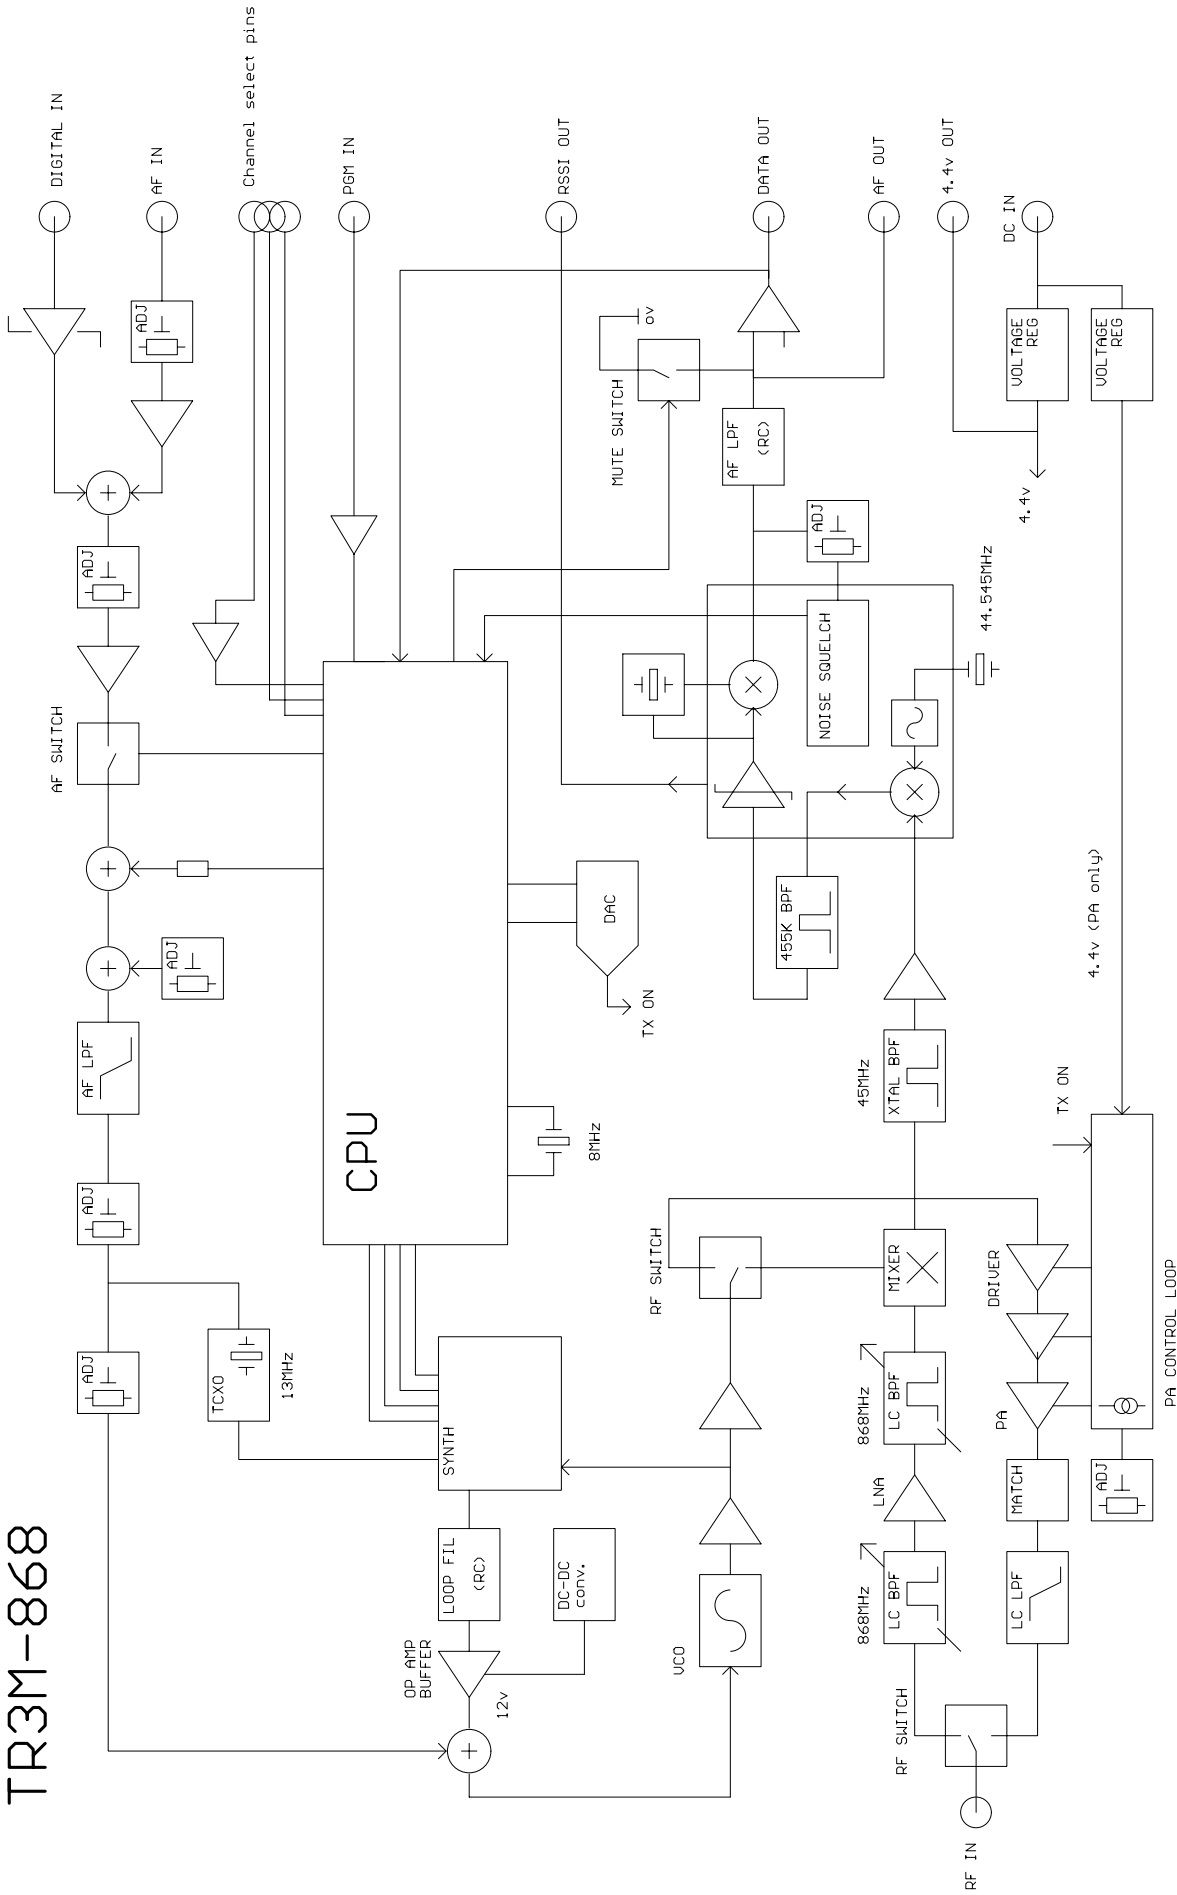 TR3M-868
RF IN
RF SWITCH
868MHz
LC BPF
LNA
868MHz
LC BPF
MIXER
45MHz
XTAL BPF
LC LPF
MATCH
PA
DRIVER
ADJ
PA CONTROL LOOP
TX ON
4.4v (PA only)
VCO
RF SWITCH
OP AMP
BUFFER
12v
LOOP FIL
(RC)
DC-DC
conv.
SYNTH
TCXO
13MHz
ADJ
ADJ
AF LPF
ADJ
AF SWITCH
ADJ
ADJ
DIGITAL IN
AF IN
Channel select pins
PGM IN
CPU
8MHz
DAC
TX ON
455K BPF
NOISE SQUELCH
44.545MHz
ADJ
AF LPF
(RC)
MUTE SWITCH
0v
RSSI OUT
DATA OUT
AF OUT
4.4v OUT
DC IN
VOLTAGE
REG
VOLTAGE
REG
4.4v